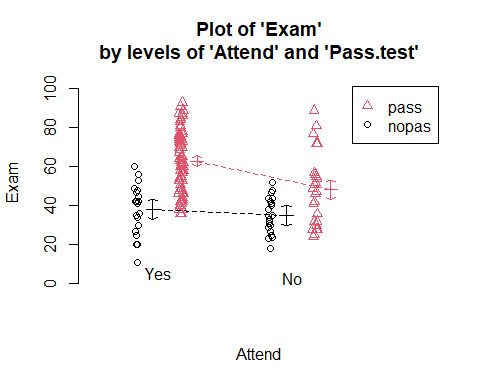 Plot of 'Exam'
by levels of 'Attend' and 'Pass.test'
pass
nopas
100
80
60
40
20
0
Exam
Yes
No
Attend